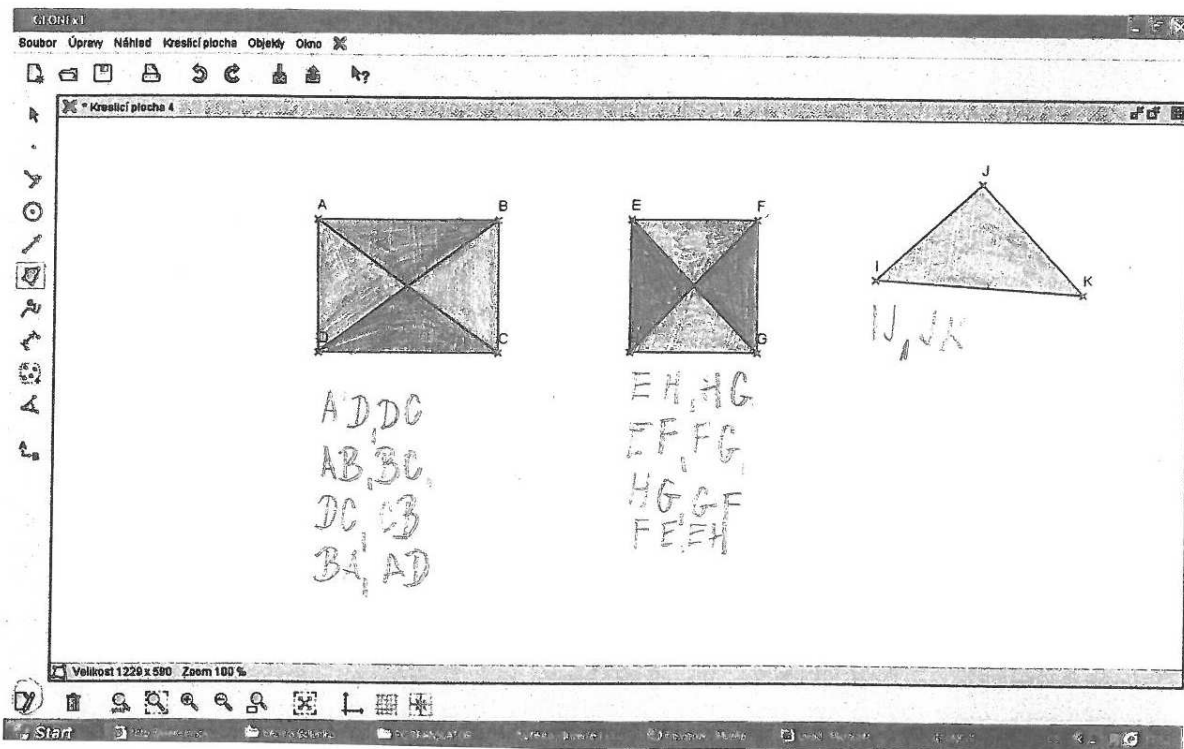 GEONExT
Soubor Úpravy Náhled Kreslicí plocha Objekty Okno
* Kreslicí plocha 4
A B
D C
E F
G
J
I K
IJ, JK
AD, DC
AB, BC,
DC, CB
BA, AD
EH, HG
EF, FG,
HG, GF
FE, EH
Velikost 1229 x 590 Zoom 100 %
Start